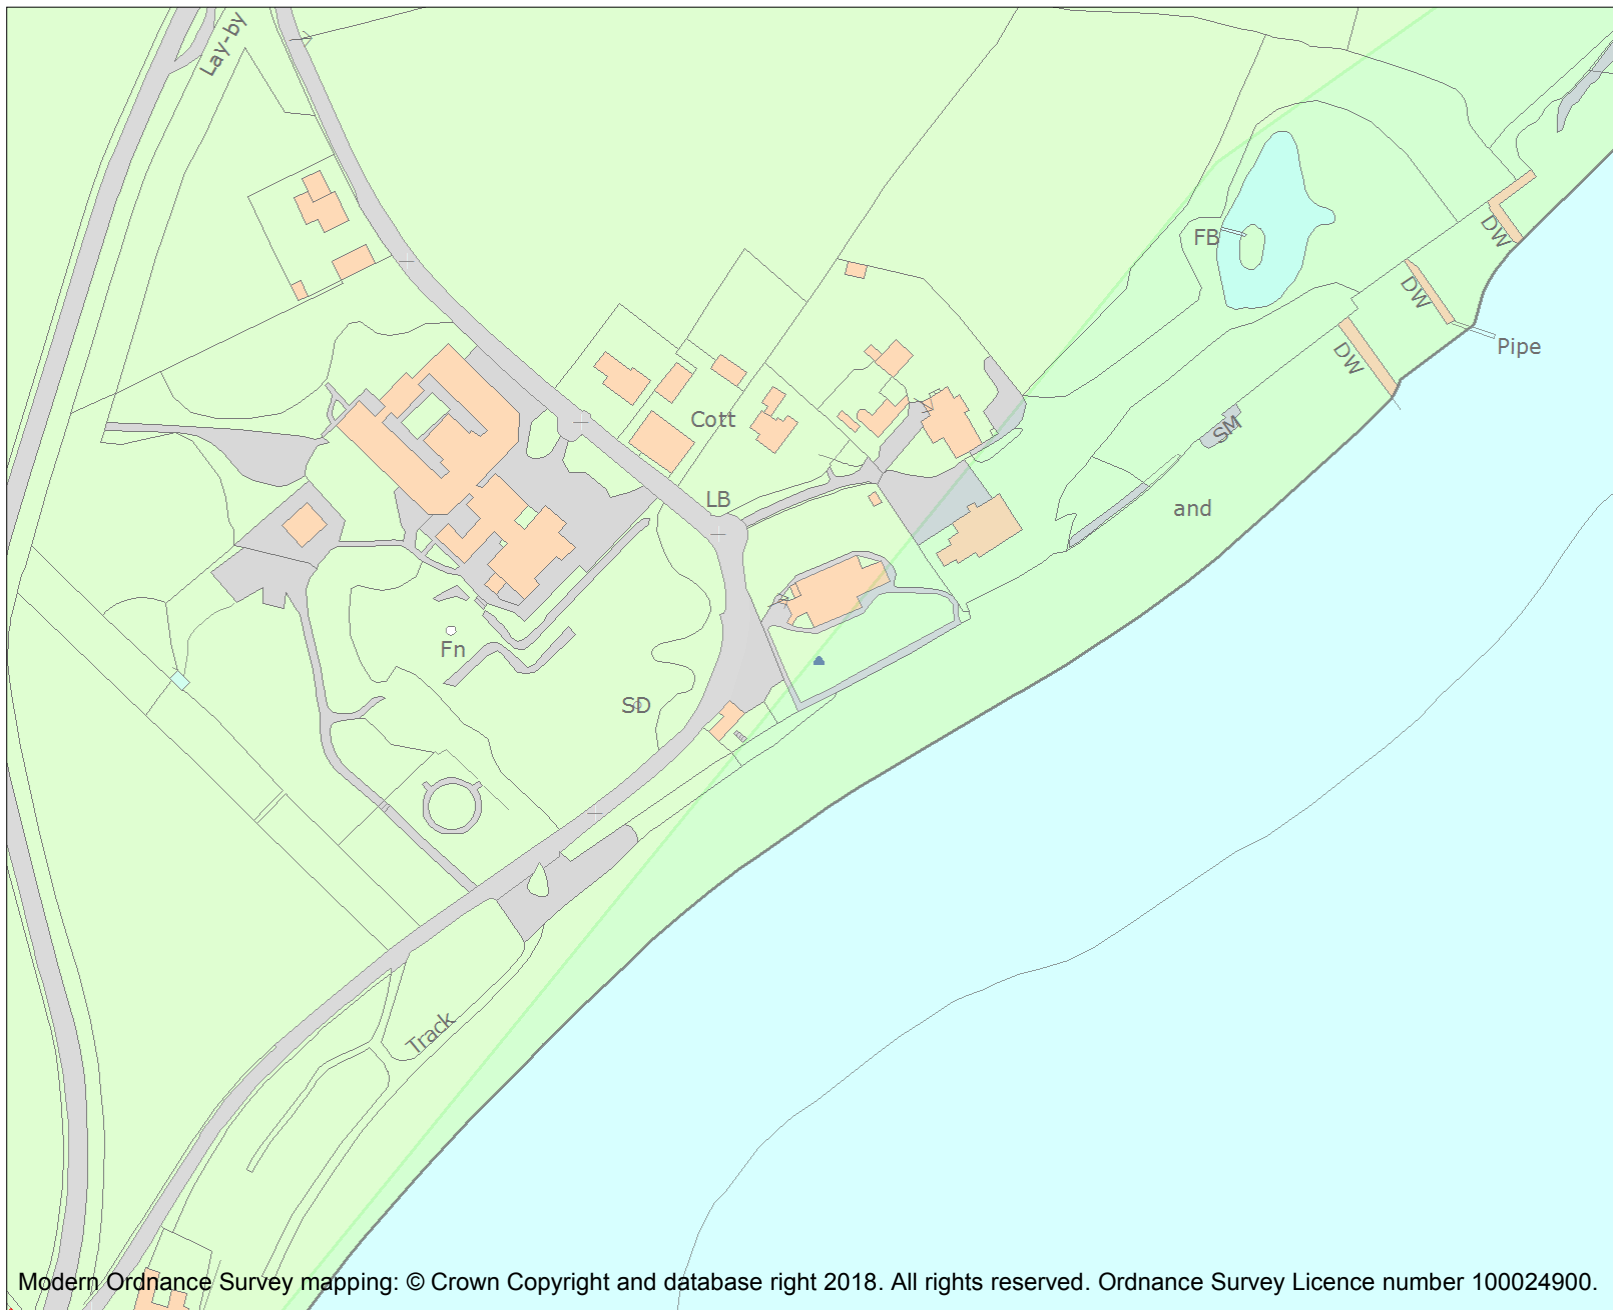 Lay-by
FB
DW
DW
Pipe
DW
Cott
SM
LB
and
Fn
SD
Track
Modern Ordnance Survey mapping: © Crown Copyright and database right 2018. All rights reserved. Ordnance Survey Licence number 100024900.